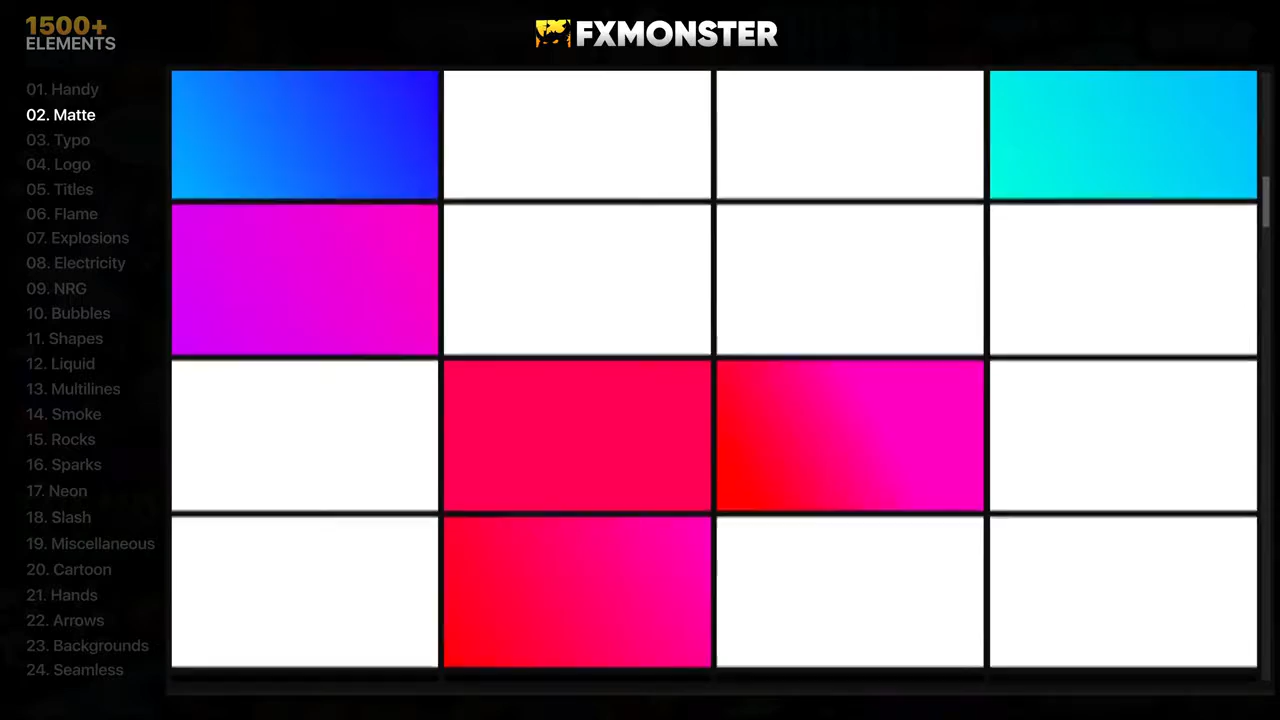 1500+
ELEMENTS
FX
FXMONSTER
01. Handy
02. Matte
03. Typo
04. Logo
05. Titles
06. Flame
07. Explosions
08. Electricity
09. NRG
10. Bubbles
11. Shapes
12. Liquid
13. Multilines
14. Smoke
15. Rocks
16. Sparks
17. Neon
18. Slash
19. Miscellaneous
20. Cartoon
21. Hands
22. Arrows
23. Backgrounds
24. Seamless